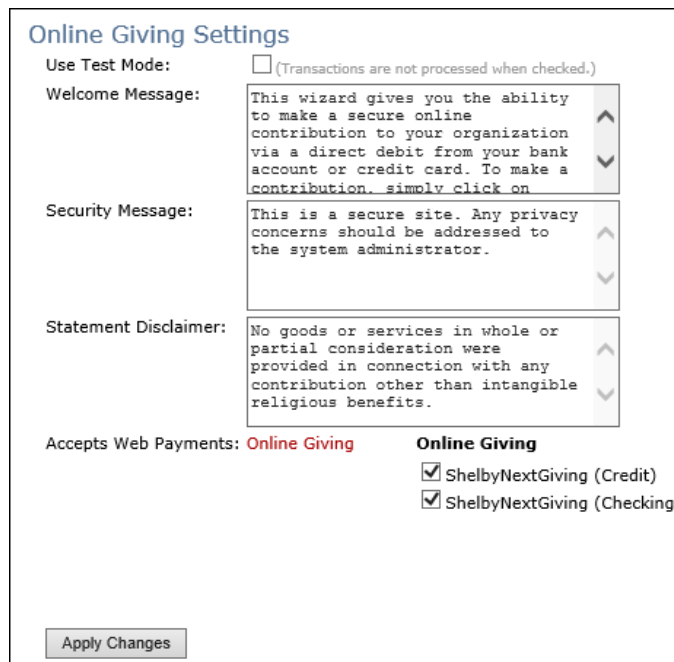 Online Giving Settings
Use Test Mode: (Transactions are not processed when checked.)
Welcome Message: This wizard gives you the ability
to make a secure online
contribution to your organization
via a direct debit from your bank
account or credit card. To make a
contribution, simply click on
Security Message: This is a secure site. Any privacy
concerns should be addressed to
the system administrator.
Statement Disclaimer: No goods or services in whole or
partial consideration were
provided in connection with any
contribution other than intangible
religious benefits.
Accepts Web Payments: Online Giving Online Giving
ShelbyNextGiving (Credit)
ShelbyNextGiving (Checking
Apply Changes